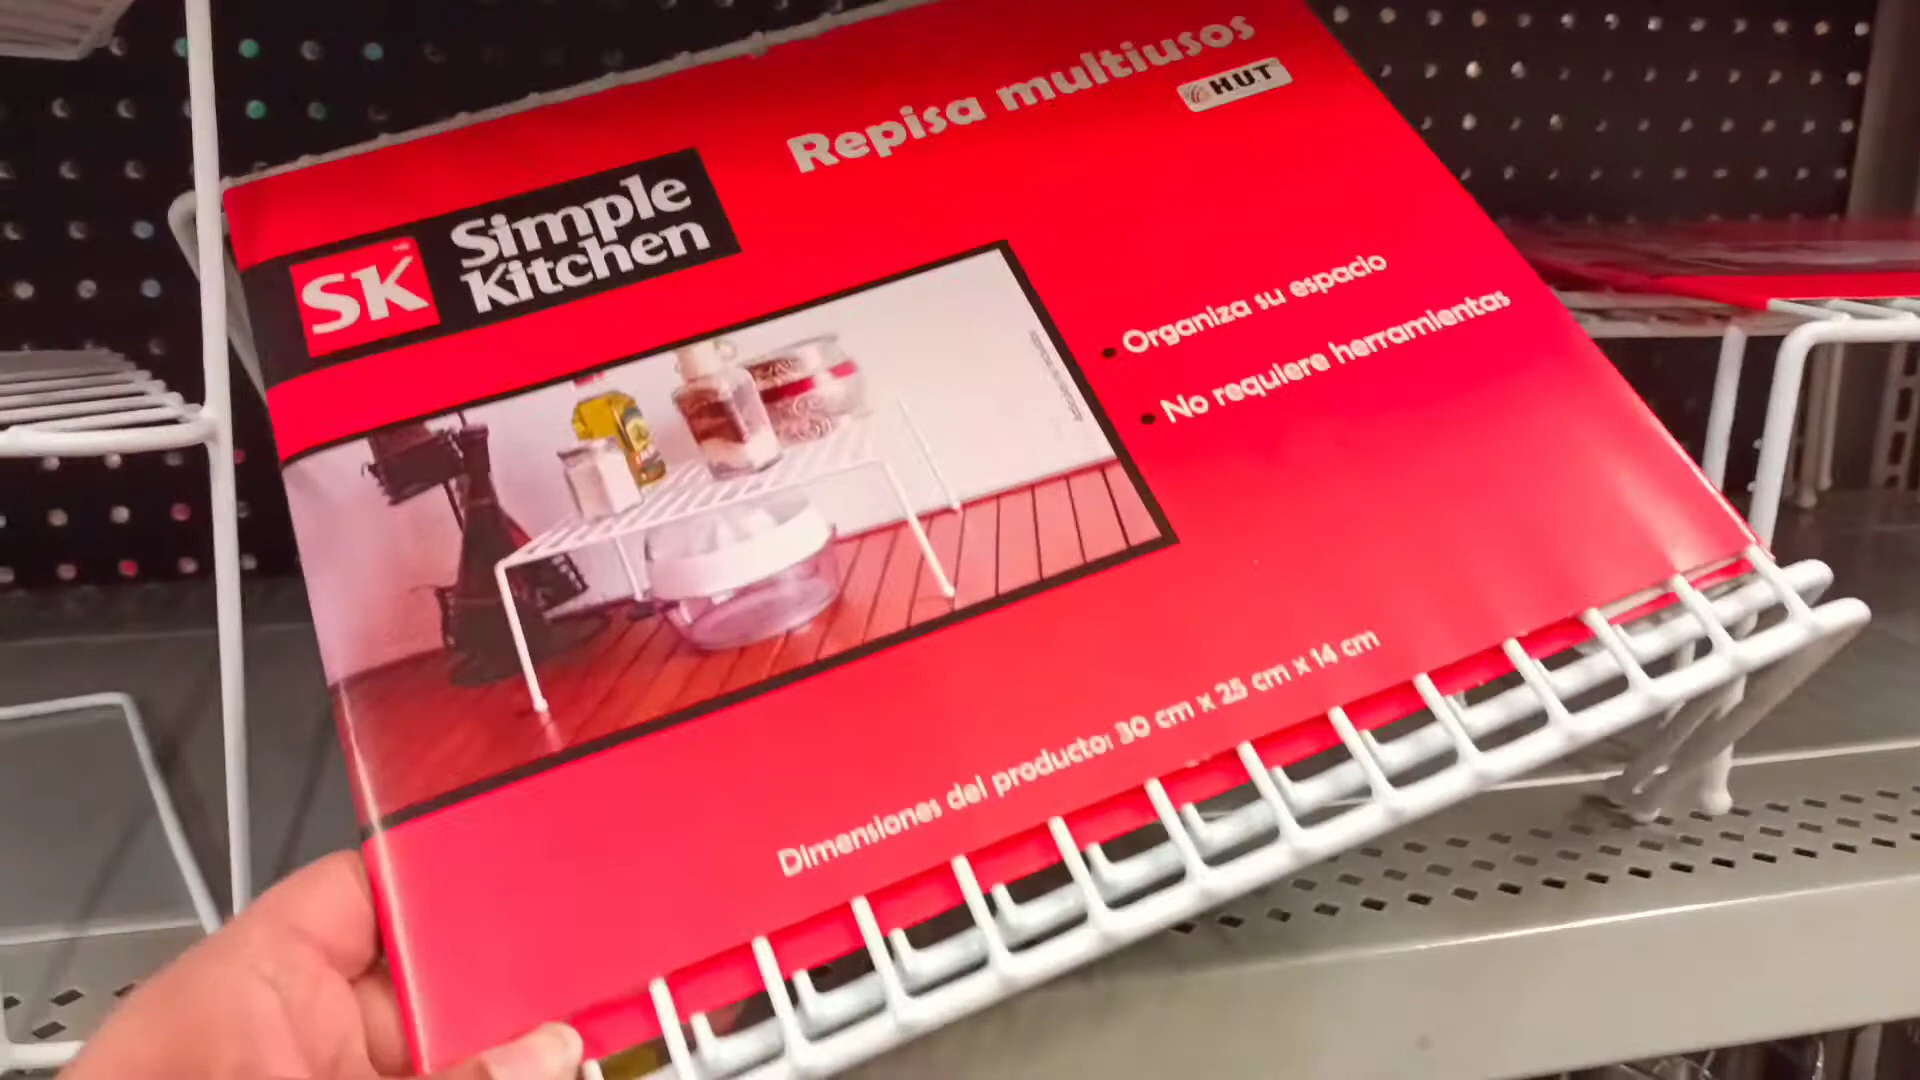 Repisa multiusos
H.U.T
SK
Simple
Kitchen
• Organiza su espacio
• No requiere herramientas
Dimensiones del producto: 30 cm x 25 cm x 14 cm